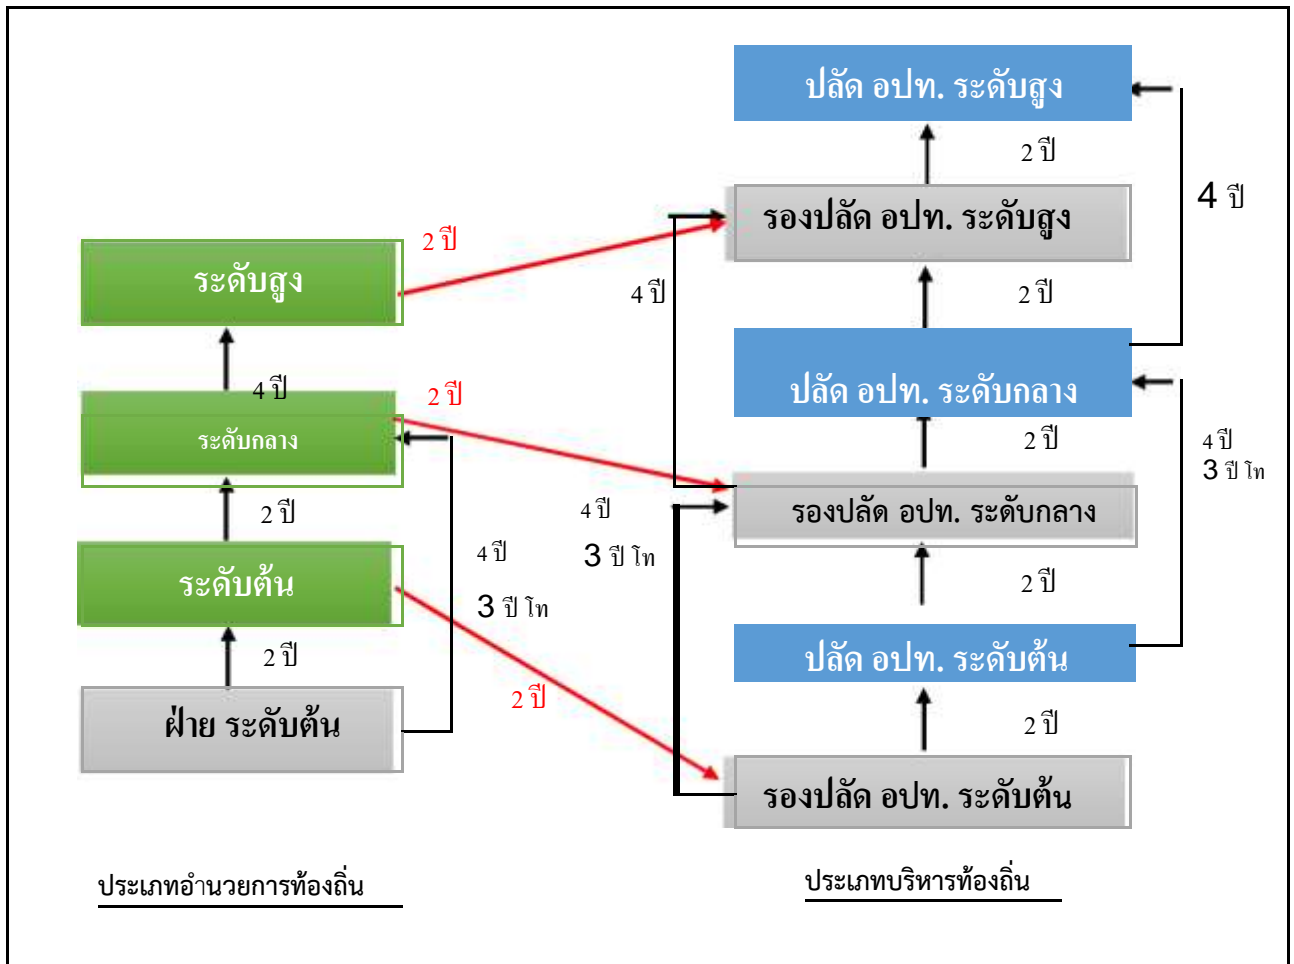 ปลัด อปท. ระดับสูง
2 ปี
รองปลัด อปท. ระดับสูง
4 ปี
2 ปี
ระดับสูง
4 ปี
2 ปี
4 ปี
2 ปี
ปลัด อปท. ระดับกลาง
ระดับกลาง
2 ปี
4 ปี
3 ปี โท
2 ปี
4 ปี
3 ปี โท
รองปลัด อปท. ระดับกลาง
4 ปี
3 ปี โท
ระดับต้น
2 ปี
2 ปี
2 ปี
ปลัด อปท. ระดับต้น
ฝ่าย ระดับต้น
2 ปี
รองปลัด อปท. ระดับต้น
ประเภทอำนวยการท้องถิ่น
ประเภทบริหารท้องถิ่น